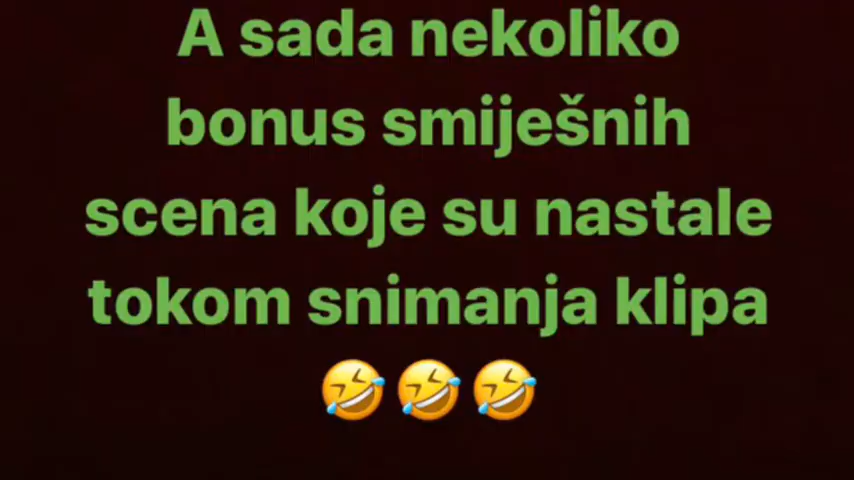 A sada nekoliko
bonus smiješnih
scena koje su nastale
tokom snimanja klipa
🤣🤣🤣